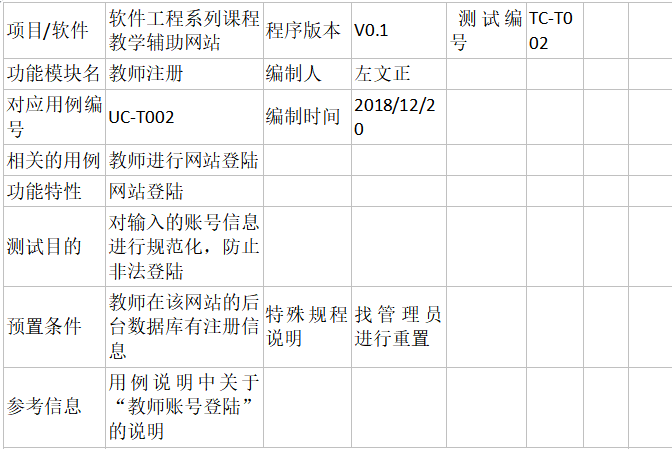 项目/软件 软件工程系列课程 程序版本 V0.1 测试编 TC-T0
教学辅助网站 号 02
功能模块名 教师注册 编制人 左文正
对应用例编 UC-T002 编制时间 2018/12/2
号 0
相关的用例 教师进行网站登陆
功能特性 网站登陆
测试目的 对输入的账号信息
进行规范化，防止
非法登陆
预置条件 教师在该网站的后 特殊规程 找管理员
台数据库有注册信 说明 进行重置
息
参考信息 用例说明中关于
“教师账号登陆”
的说明